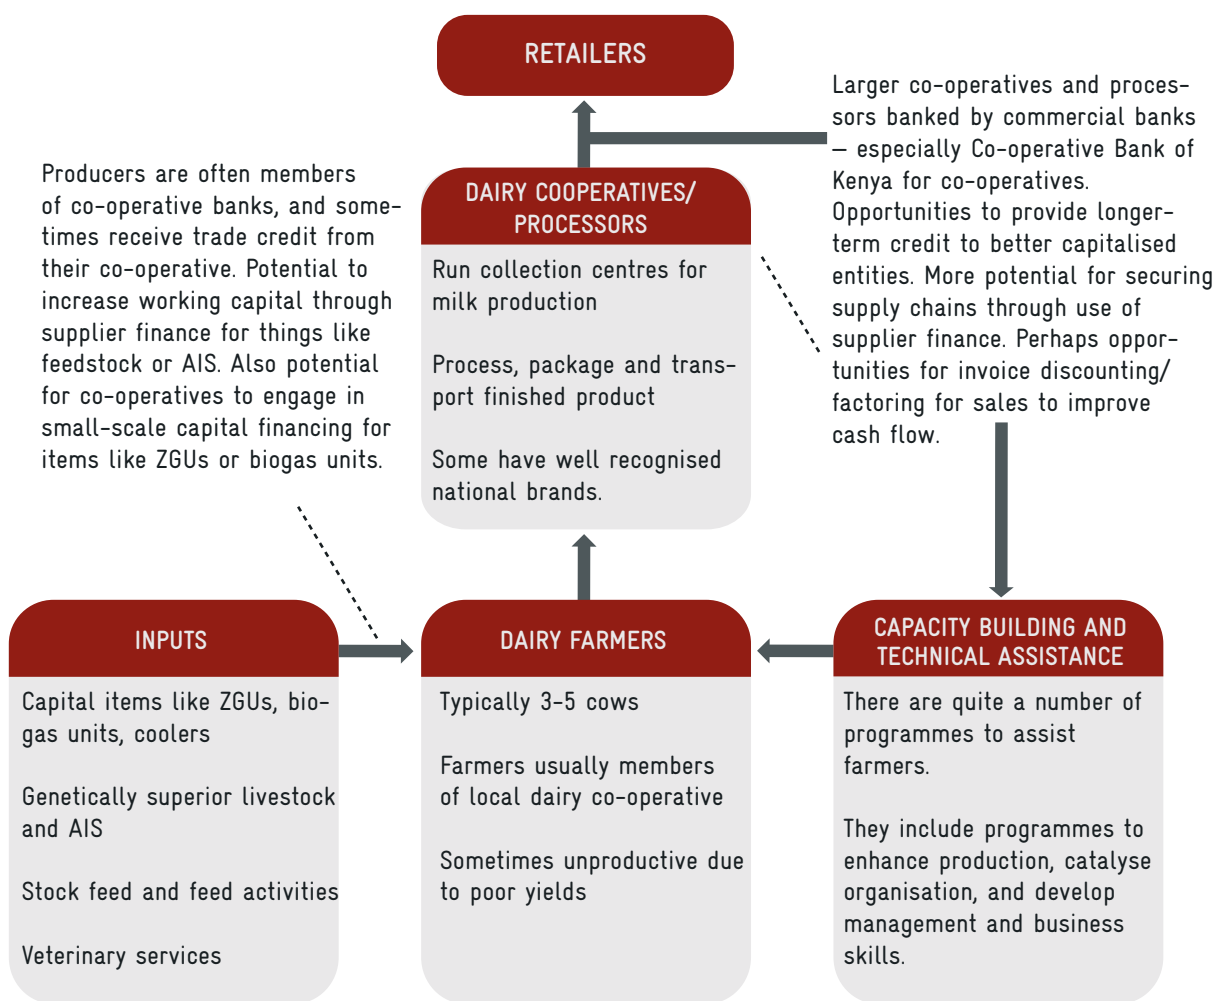 RETAILERS
Larger co-operatives and proces-
sors banked by commercial banks
– especially Co-operative Bank of
Kenya for co-operatives.
Opportunities to provide longer-
term credit to better capitalised
entities. More potential for securing
supply chains through use of
supplier finance. Perhaps oppor-
tunities for invoice discounting/
factoring for sales to improve
cash flow.
Producers are often members
of co-operative banks, and some-
times receive trade credit from
their co-operative. Potential to
increase working capital through
supplier finance for things like
feedstock or AIS. Also potential
for co-operatives to engage in
small-scale capital financing for
items like ZGUs or biogas units.
DAIRY COOPERATIVES/
PROCESSORS
Run collection centres for
milk production
Process, package and trans-
port finished product
Some have well recognised
national brands.
INPUTS
Capital items like ZGUs, bio-
gas units, coolers
Genetically superior livestock
and AIS
Stock feed and feed activities
Veterinary services
DAIRY FARMERS
Typically 3-5 cows
Farmers usually members
of local dairy co-operative
Sometimes unproductive due
to poor yields
CAPACITY BUILDING AND
TECHNICAL ASSISTANCE
There are quite a number of
programmes to assist
farmers.
They include programmes to
enhance production, catalyse
organisation, and develop
management and business
skills.